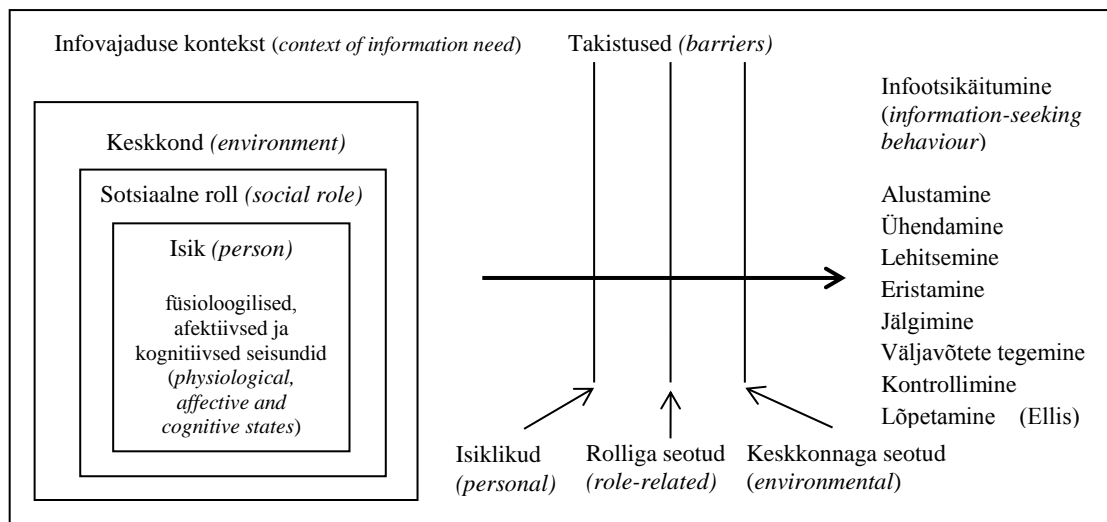 Infovajaduse kontekst (context of information need)
Takistused (barriers)
Keskkond (environment)
Sotsiaalne roll (social role)
Isik (person)
füsioloogilised,
afektiivsed ja
kognitiivsed seisundid
(physiological,
affective and
cognitive states)
Isiklikud
(personal)
Rolliga seotud
(role-related)
Keskkonnaga seotud
(environmental)
Infootsikäitumine
(information-seeking
behaviour)
Alustamine
Ühendamine
Lehitsemine
Eristamine
Jälgimine
Väljavõtete tegemine
Kontrollimine
Lõpetamine (Ellis)